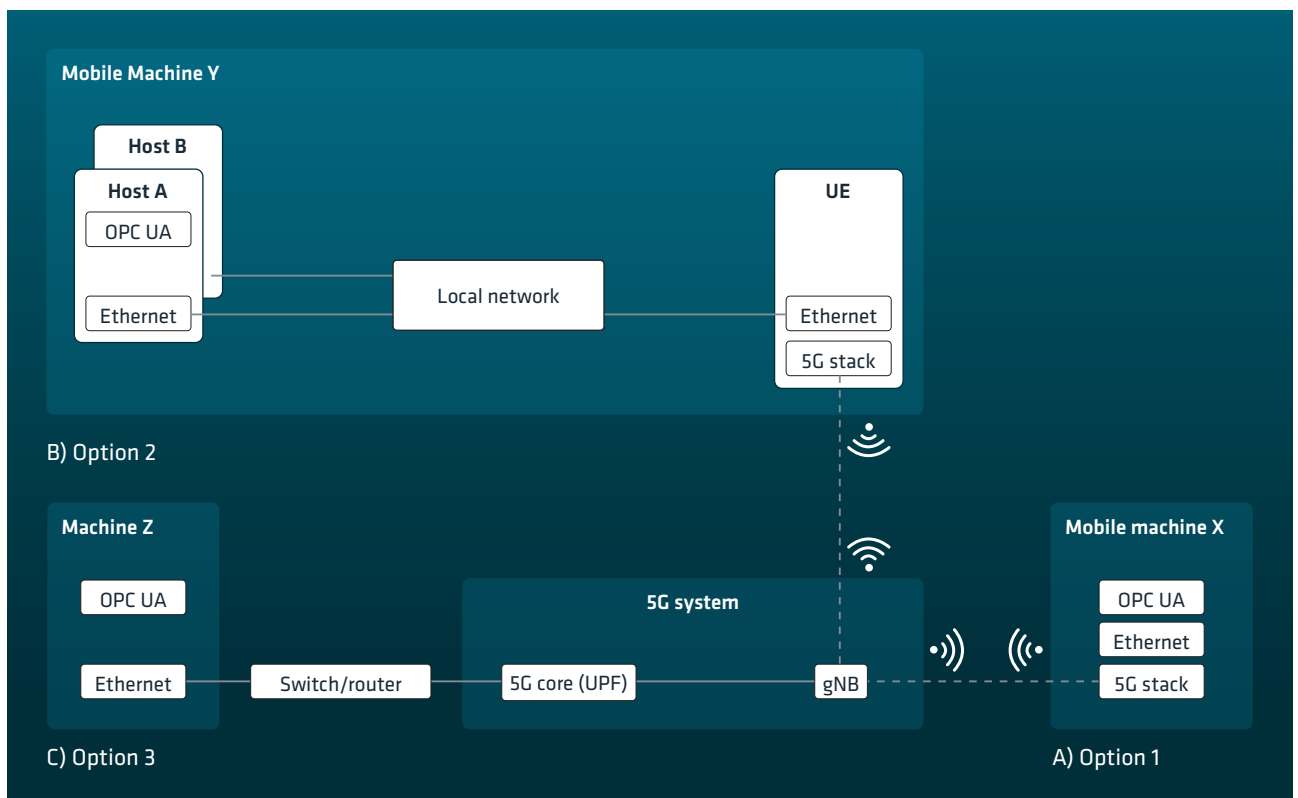 Mobile Machine Y
Host B
Host A
OPC UA
Ethernet
Local network
UE
Ethernet
5G stack
B) Option 2
Machine Z
OPC UA
Ethernet
Switch/router
5G system
5G core (UPF)
gNB
Mobile machine X
OPC UA
Ethernet
5G stack
C) Option 3
A) Option 1